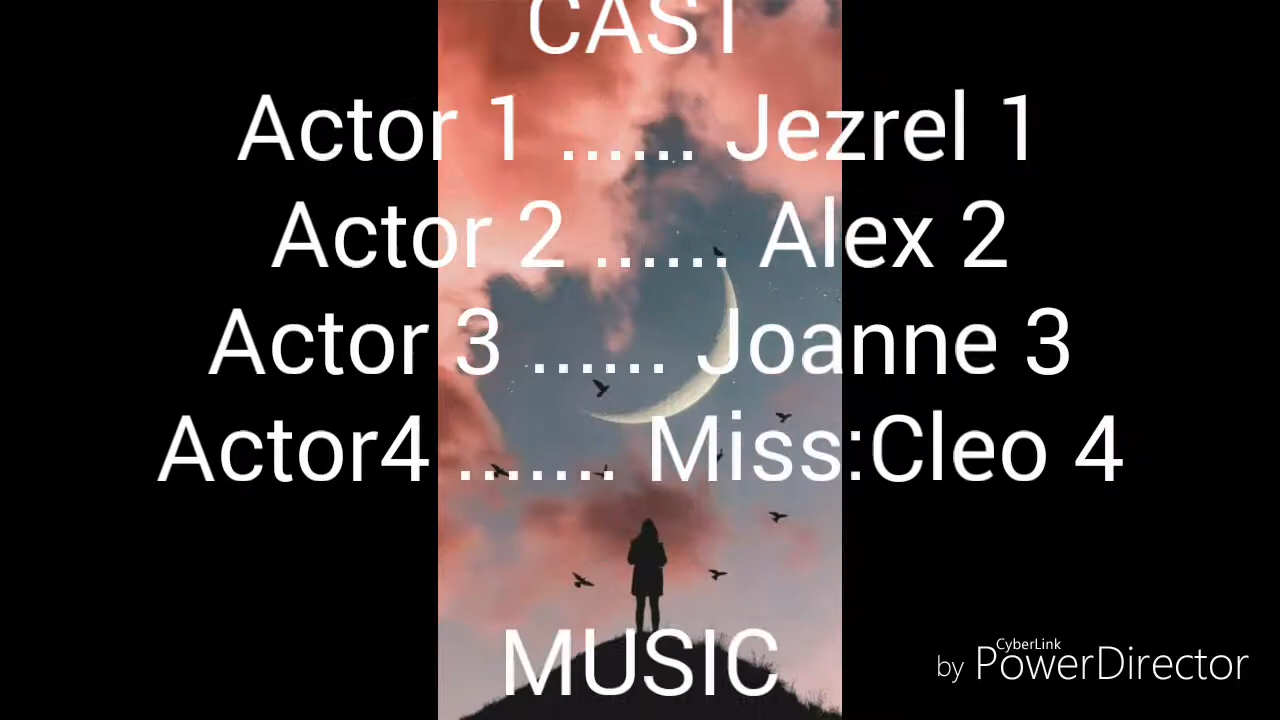 CAST
Actor 1 ...... Jezrel 1
Actor 2 ...... Alex 2
Actor 3 ...... Joanne 3
Actor4 ....... Miss:Cleo 4
MUSIC
CyberLink
by PowerDirector